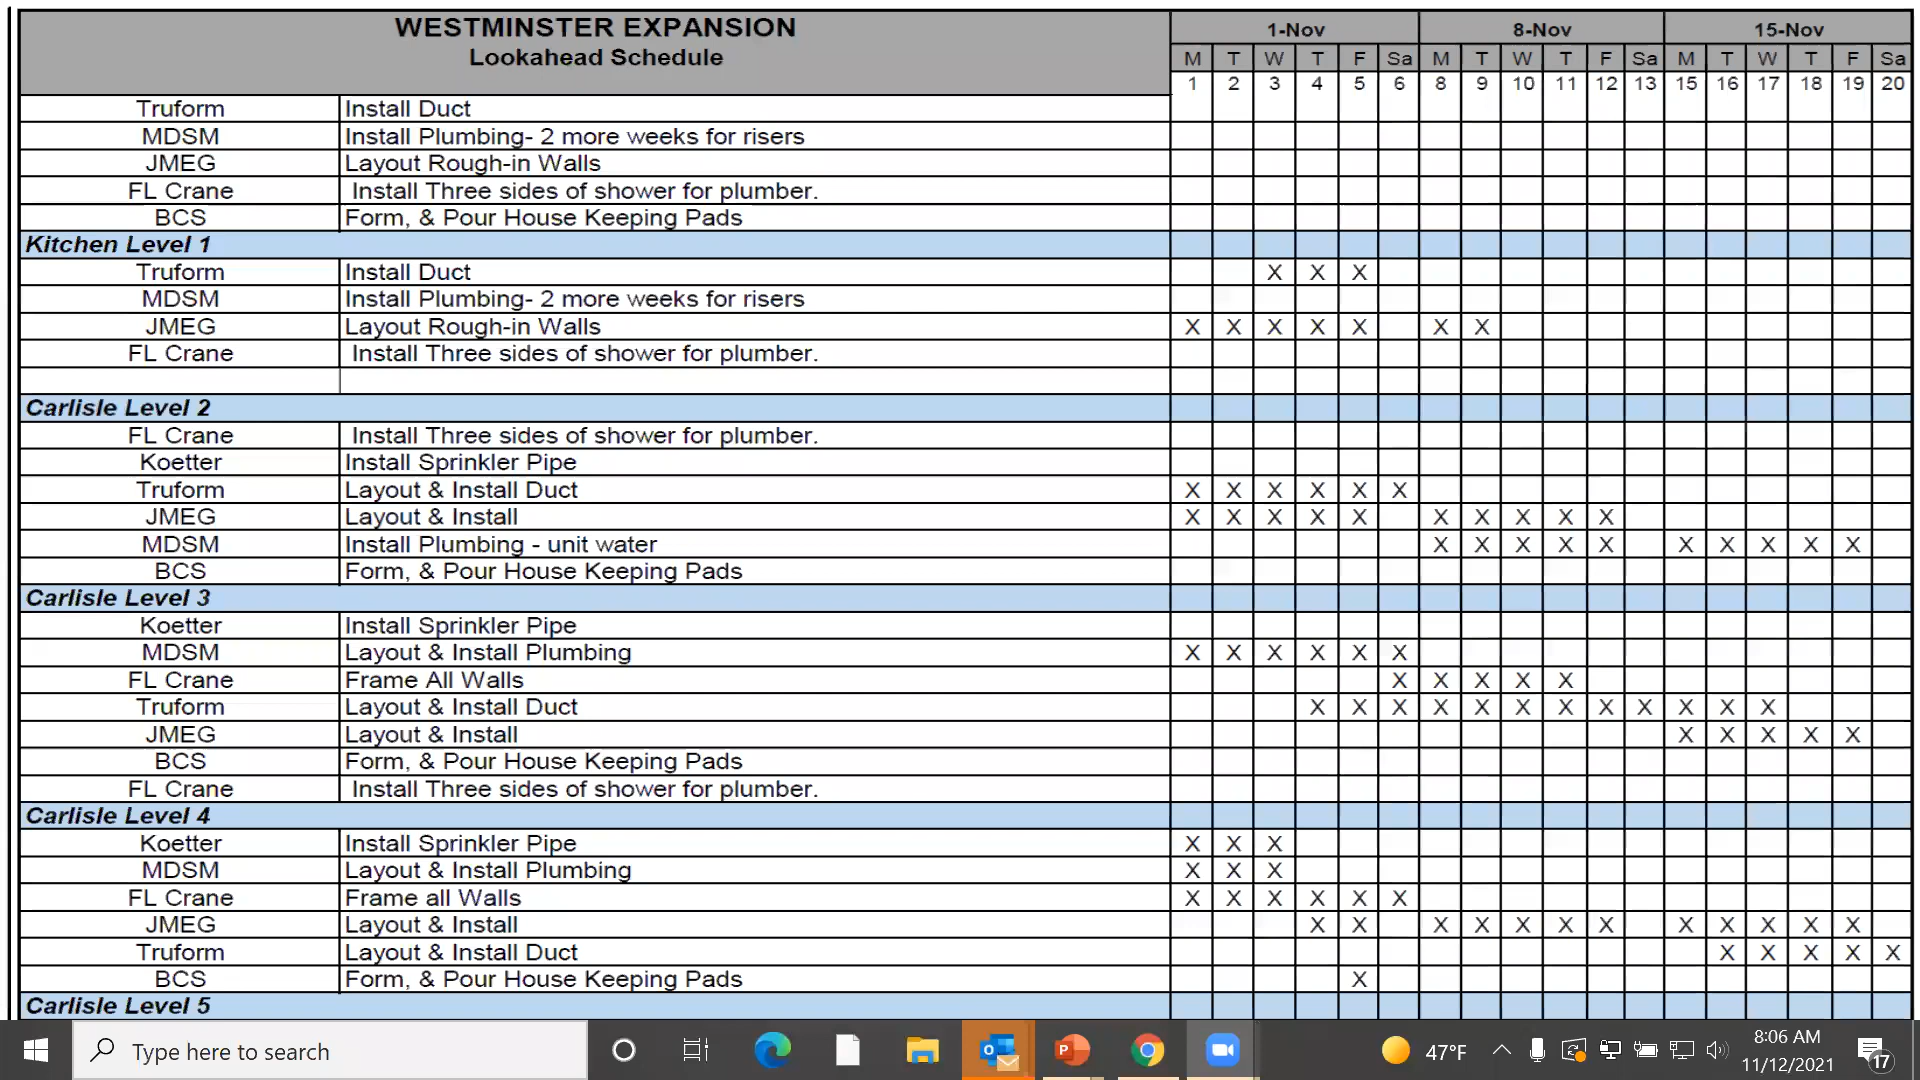 WESTMINSTER EXPANSION 1-Nov 8-Nov 15-Nov
Lookahead Schedule M T W T F Sa M T W T F Sa M T W T F Sa
1 2 3 4 5 6 8 9 10 11 12 13 15 16 17 18 19 20
Truform Install Duct
MDSM Install Plumbing- 2 more weeks for risers
JMEG Layout Rough-in Walls
FL Crane Install Three sides of shower for plumber.
BCS Form, & Pour House Keeping Pads
Kitchen Level 1
Truform Install Duct X X X
MDSM Install Plumbing- 2 more weeks for risers
JMEG Layout Rough-in Walls X X X X X X X
FL Crane Install Three sides of shower for plumber.
Carlisle Level 2
FL Crane Install Three sides of shower for plumber.
Koetter Install Sprinkler Pipe
Truform Layout & Install Duct X X X X X X
JMEG Layout & Install X X X X X X X X X X
MDSM Install Plumbing - unit water X X X X X X X X X X
BCS Form, & Pour House Keeping Pads
Carlisle Level 3
Koetter Install Sprinkler Pipe
MDSM Layout & Install Plumbing X X X X X X
FL Crane Frame All Walls X X X X X
Truform Layout & Install Duct X X X X X X X X X X X X
JMEG Layout & Install X X X X X
BCS Form, & Pour House Keeping Pads
FL Crane Install Three sides of shower for plumber.
Carlisle Level 4
Koetter Install Sprinkler Pipe X X X
MDSM Layout & Install Plumbing X X X
FL Crane Frame all Walls X X X X X X
JMEG Layout & Install X X X X X X X X X X X X
Truform Layout & Install Duct X X X X X
BCS Form, & Pour House Keeping Pads X
Carlisle Level 5
Type here to search 47°F 8:06 AM
11/12/2021 17